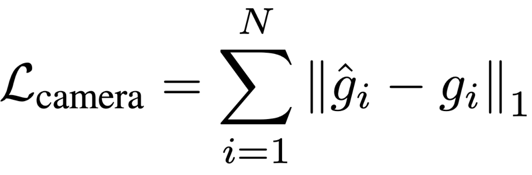 ℒ_camera = ∑_{i=1}^{N} ‖ĝ_i − g_i‖_1